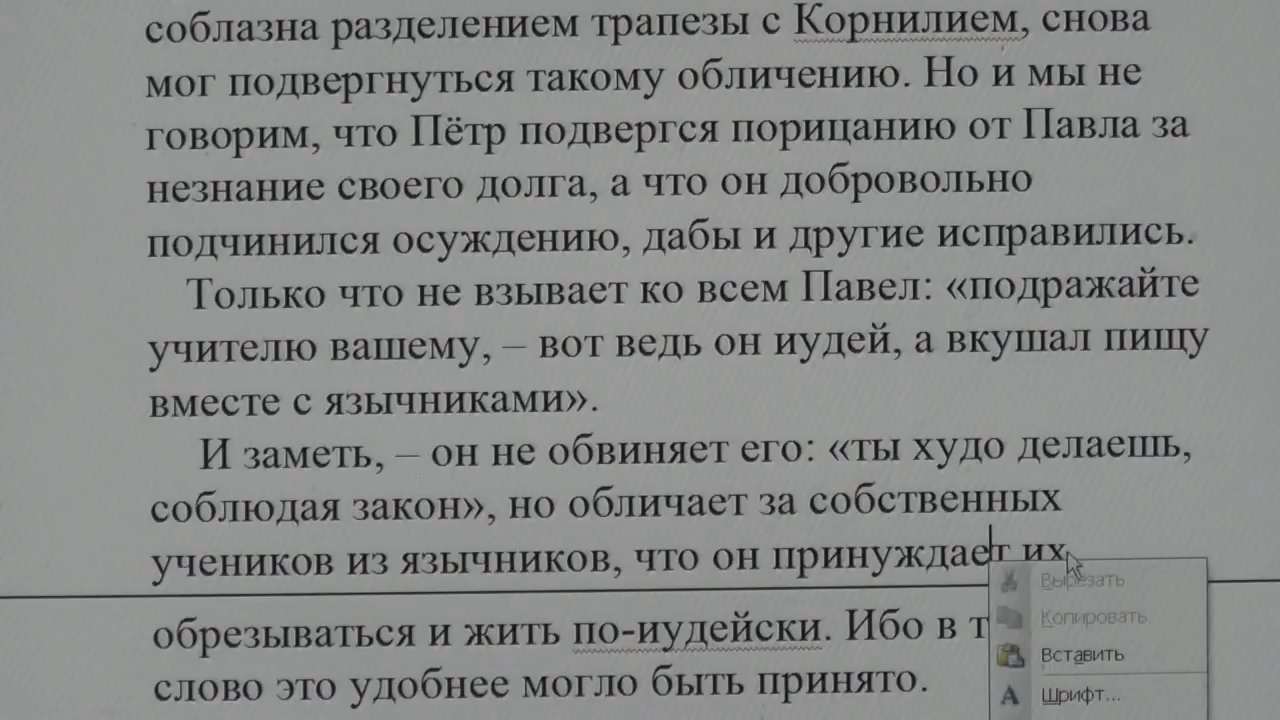 соблазна разделением трапезы с Корнилием, снова
мог подвергнуться такому обличению. Но и мы не
говорим, что Пётр подвергся порицанию от Павла за
незнание своего долга, а что он добровольно
подчинился осуждению, дабы и другие исправились.
Только что не взывает ко всем Павел: «подражайте
учителю вашему, – вот ведь он иудей, а вкушал пищу
вместе с язычниками».
И заметь, – он не обвиняет его: «ты худо делаешь,
соблюдая закон», но обличает за собственных
учеников из язычников, что он принуждает их
обрезываться и жить по-иудейски. Ибо в
слово это удобнее могло быть принято.
Вырезать
Копировать
Вставить
Шрифт...